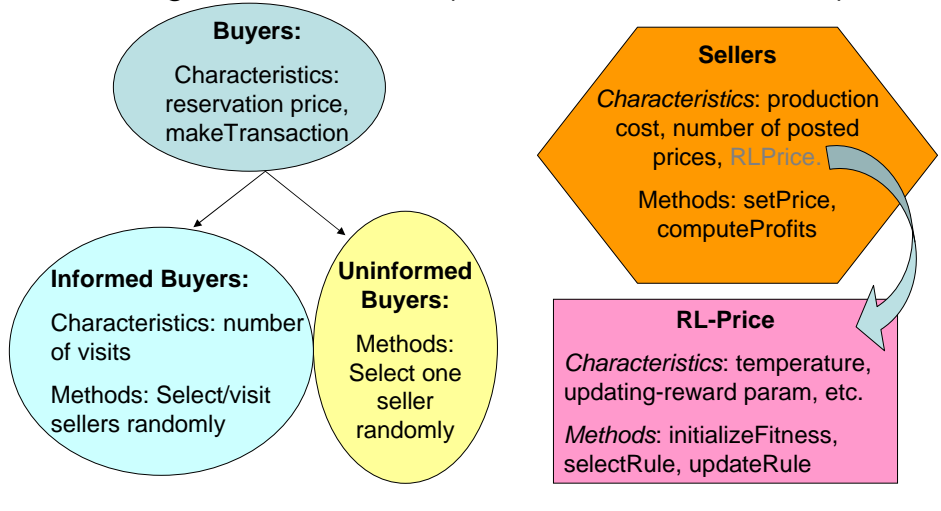 Buyers:
Characteristics:
reservation price,
makeTransaction
Informed Buyers:
Characteristics: number
of visits
Methods: Select/visit
sellers randomly
Uninformed
Buyers:
Methods:
Select one
seller
randomly
Sellers
Characteristics: production
cost, number of posted
prices, RLPrice.
Methods: setPrice,
computeProfits
RL-Price
Characteristics: temperature,
updating-reward param, etc.
Methods: initializeFitness,
selectRule, updateRule